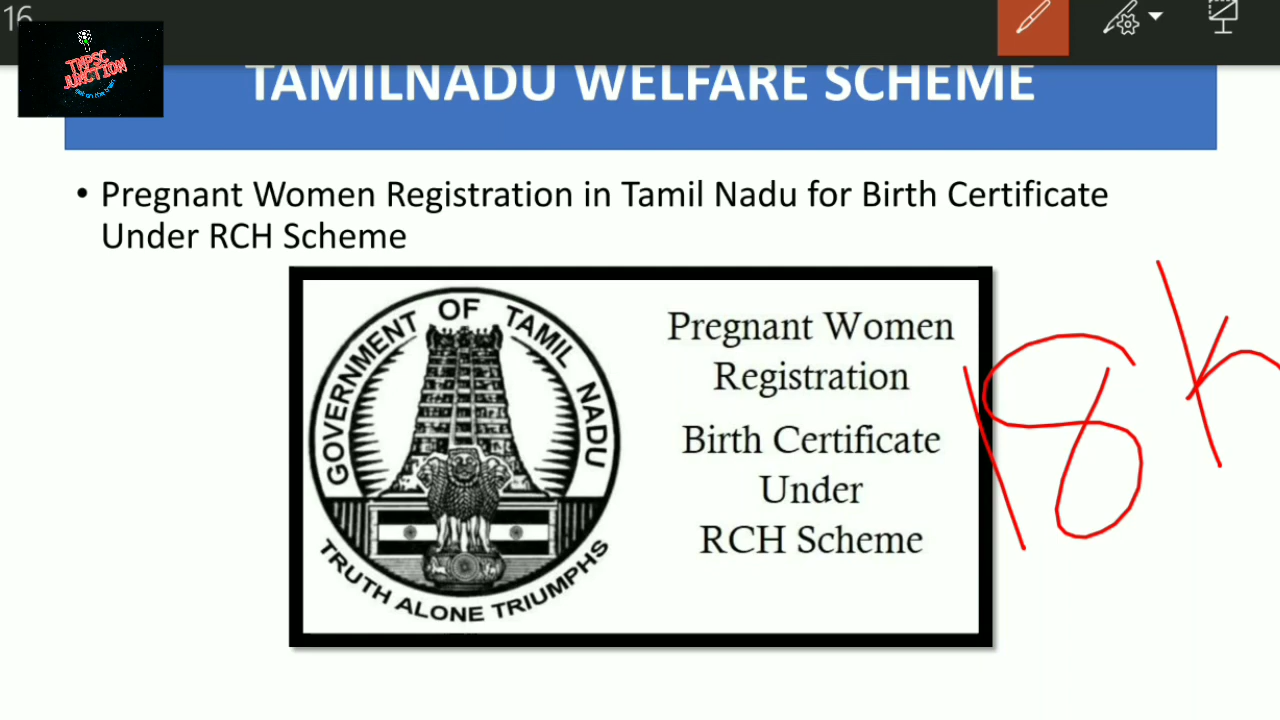 16
TNPSC
JUNCTION
TAMILNADU WELFARE SCHEME
• Pregnant Women Registration in Tamil Nadu for Birth Certificate
Under RCH Scheme
GOVERNMENT OF TAMIL NADU
TRUTH ALONE TRIUMPHS
Pregnant Women
Registration
Birth Certificate
Under
RCH Scheme
18k